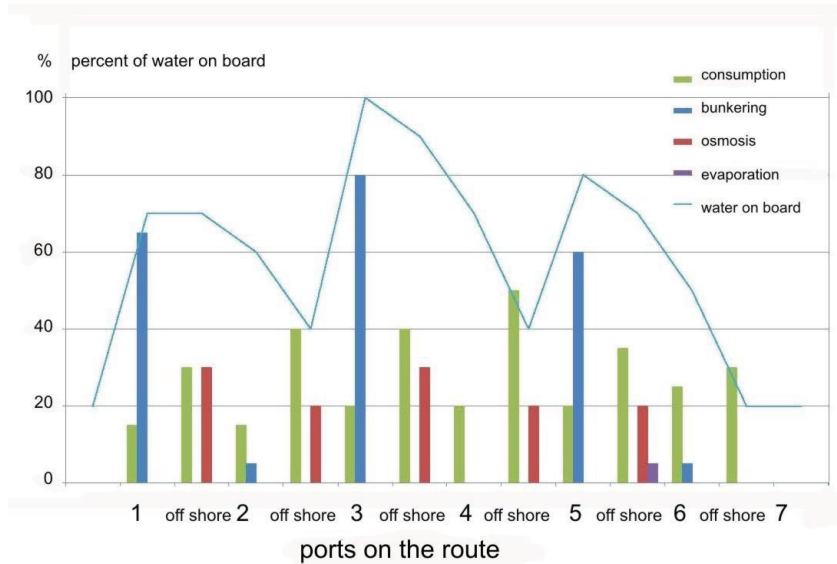 % percent of water on board
consumption
bunkering
osmosis
evaporation
water on board
100
80
60
40
20
0
1 off shore 2 off shore 3 off shore 4 off shore 5 off shore 6 off shore 7
ports on the route